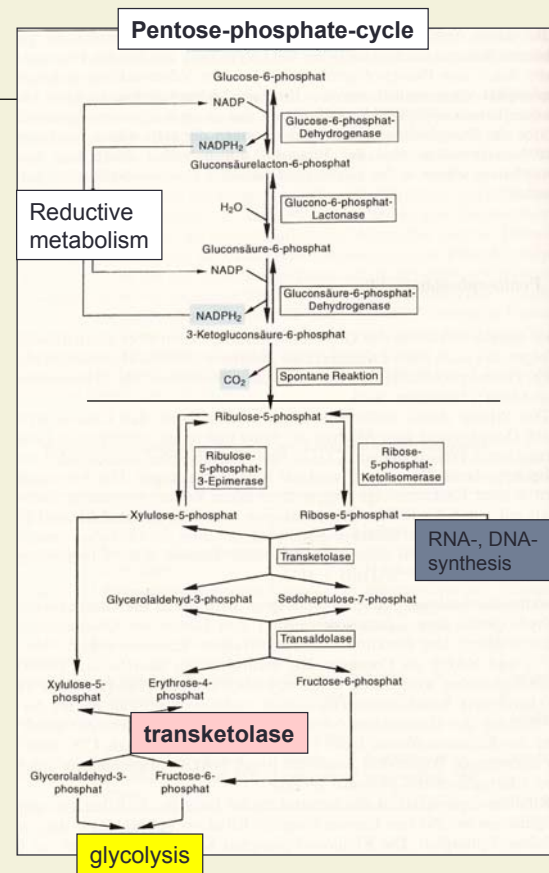 Pentose-phosphate-cycle
Glucose-6-phosphat
NADP
Glucose-6-phosphat-
Dehydrogenase
NADPH₂
Gluconsäurelacton-6-phosphat
Reductive
metabolism
H₂O
Glucono-6-phosphat-
Lactonase
Gluconsäure-6-phosphat
NADP
Gluconsäure-6-phosphat-
Dehydrogenase
NADPH₂
3-Ketogluconsäure-6-phosphat
CO₂
Spontane Reaktion
Ribulose-5-phosphat
Ribulose-
5-phosphat-
3-Epimerase
Ribose-
5-phosphat-
Ketolisomerase
Xylulose-5-phosphat
Ribose-5-phosphat
RNA-, DNA-
synthesis
Transketolase
Glycerolaldehyd-3-phosphat
Sedoheptulose-7-phosphat
Transaldolase
Xylulose-5-
phosphat
Erythrose-4-
phosphat
Fructose-6-phosphat
transketolase
Glycerolaldehyd-3-
phosphat
Fructose-6-
phosphat
glycolysis